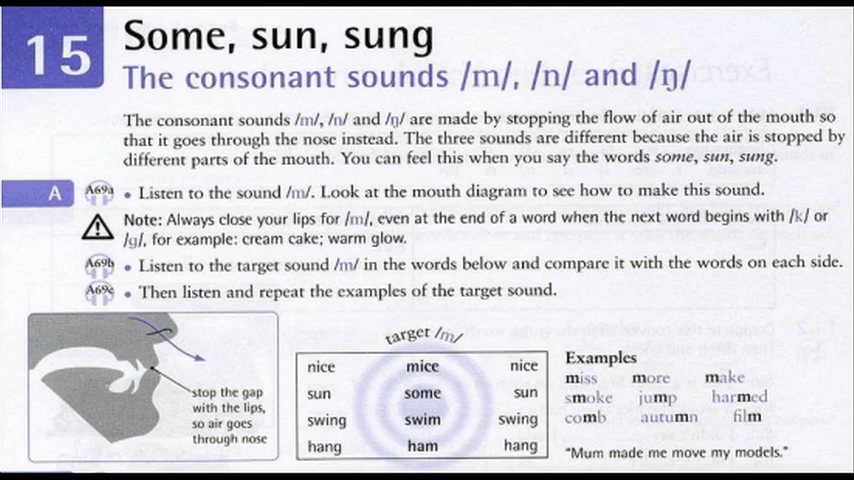 15
Some, sun, sung
The consonant sounds /m/, /n/ and /ŋ/
The consonant sounds /m/, /n/ and /ŋ/ are made by stopping the flow of air out of the mouth so
that it goes through the nose instead. The three sounds are different because the air is stopped by
different parts of the mouth. You can feel this when you say the words some, sun, sung.
A A69a • Listen to the sound /m/. Look at the mouth diagram to see how to make this sound.
Note: Always close your lips for /m/, even at the end of a word when the next word begins with /k/ or
/g/, for example: cream cake; warm glow.
A69b • Listen to the target sound /m/ in the words below and compare it with the words on each side.
A69c • Then listen and repeat the examples of the target sound.
stop the gap
with the lips,
so air goes
through nose
target /m/
nice mice nice
sun some sun
swing swim swing
hang ham hang
Examples
miss more make
smoke jump harmed
comb autumn film
"Mum made me move my models."